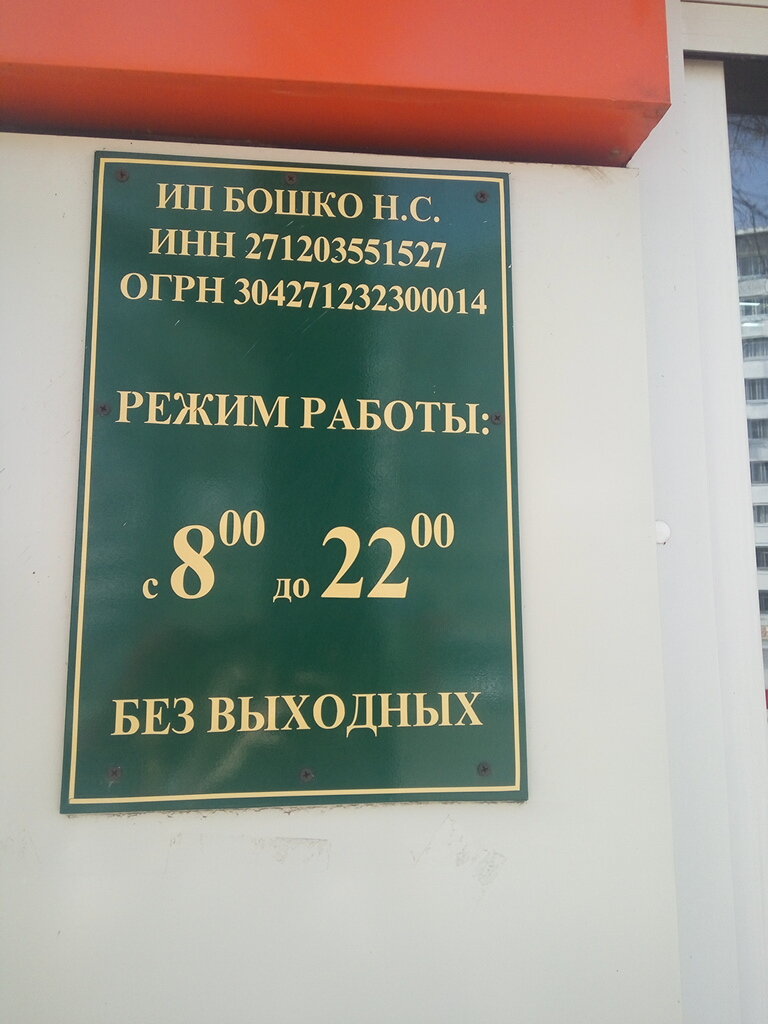 ИП БОШКО Н.С.
ИНН 271203551527
ОГРН 304271232300014
РЕЖИМ РАБОТЫ:
с 8⁰⁰ до 22⁰⁰
БЕЗ ВЫХОДНЫХ